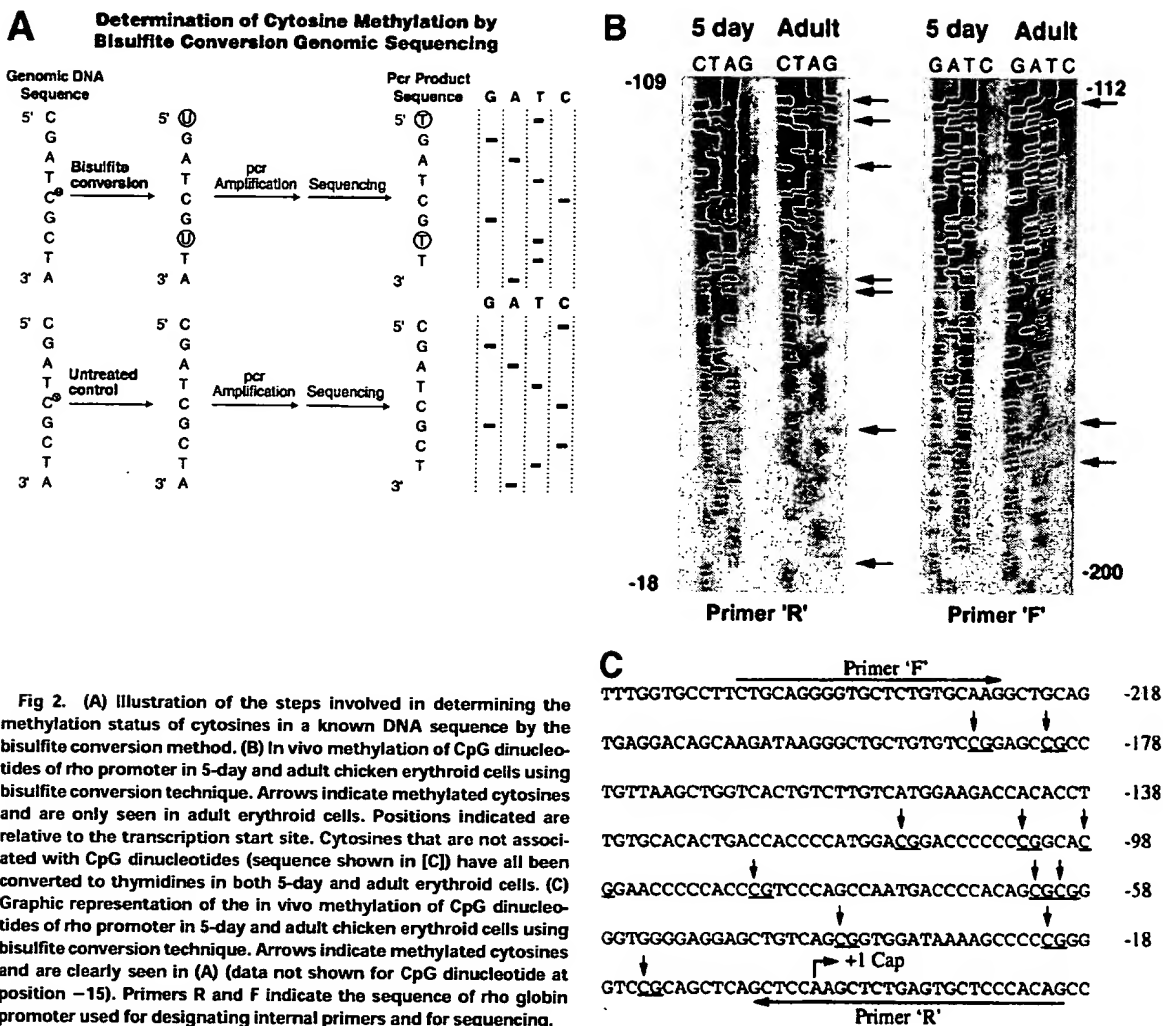 A
Determination of Cytosine Methylation by
Bisulfite Conversion Genomic Sequencing
Genomic DNA
Sequence
Pcr Product
Sequence
G A T C
5' C 5' U 5' T
G G G
A A A
T T T
C C C
G G G
C U T
T T T
3' A 3' A 3'
Bisulfite
conversion
pcr
Amplification
Sequencing
G A T C
5' C 5' C 5' C
G G G
A A A
T T T
C C C
G G G
C C C
T T T
3' A 3' A 3'
Untreated
control
pcr
Amplification
Sequencing
B
5 day Adult
CTAG CTAG
-109
-18
Primer 'R'
5 day Adult
GATC GATC
-112
-200
Primer 'F'
Fig 2. (A) Illustration of the steps involved in determining the
methylation status of cytosines in a known DNA sequence by the
bisulfite conversion method. (B) In vivo methylation of CpG dinucleo-
tides of rho promoter in 5-day and adult chicken erythroid cells using
bisulfite conversion technique. Arrows indicate methylated cytosines
and are only seen in adult erythroid cells. Positions indicated are
relative to the transcription start site. Cytosines that are not associ-
ated with CpG dinucleotides (sequence shown in [C]) have all been
converted to thymidines in both 5-day and adult erythroid cells. (C)
Graphic representation of the in vivo methylation of CpG dinucleo-
tides of rho promoter in 5-day and adult chicken erythroid cells using
bisulfite conversion technique. Arrows indicate methylated cytosines
and are clearly seen in (A) (data not shown for CpG dinucleotide at
position −15). Primers R and F indicate the sequence of rho globin
promoter used for designating internal primers and for sequencing.
C
Primer 'F'
TTTGGTGCCTTCTGCAGGGGTGCTCTGTGCAAGGCTGCAG -218
TGAGGACAGCAAGATAAGGGCTGCTGTGTCCGGAGCCGCC -178
TGTTAAGCTGGTCACTGTCTTGTCATGGAAGACCACACCT -138
TGTGCACACTGACCACCCCATGGACGGACCCCCCCGGCAC -98
GGAACCCCCACCCGTCCCAGCCAATGACCCCACAGCGCGG -58
GGTGGGGAGGAGCTGTCAGCGGTGGATAAAAGCCCCCGGG -18
+1 Cap
GTCCGCAGCTCAGCTCCAAGCTCTGAGTGCTCCCACAGCC
Primer 'R'